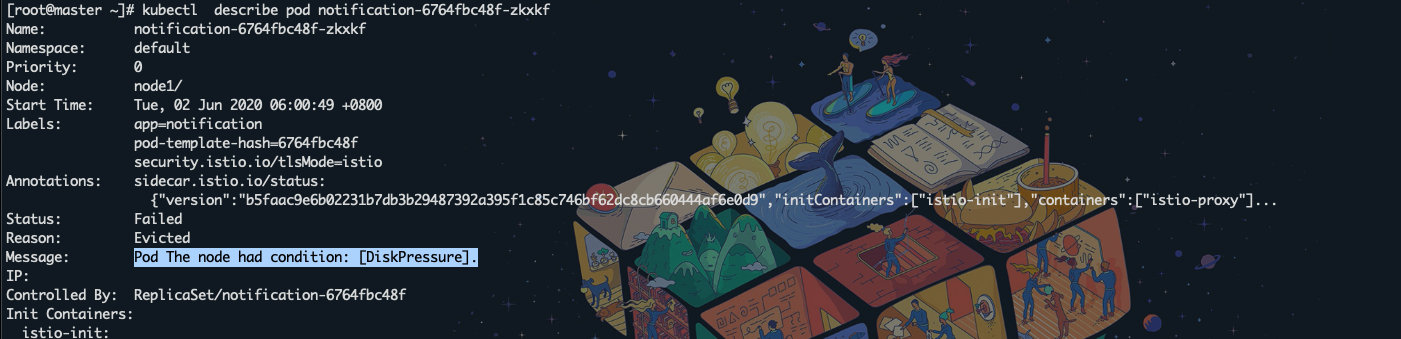 [root@master ~]# kubectl  describe pod notification-6764fbc48f-zkxkf
Name:           notification-6764fbc48f-zkxkf
Namespace:      default
Priority:       0
Node:           node1/
Start Time:     Tue, 02 Jun 2020 06:00:49 +0800
Labels:         app=notification
                pod-template-hash=6764fbc48f
                security.istio.io/tlsMode=istio
Annotations:    sidecar.istio.io/status:
                  {"version":"b5faac9e6b02231b7db3b29487392a395f1c85c746bf62dc8cb660444af6e0d9","initContainers":["istio-init"],"containers":["istio-proxy"]...
Status:         Failed
Reason:         Evicted
Message:        Pod The node had condition: [DiskPressure].
IP:
Controlled By:  ReplicaSet/notification-6764fbc48f
Init Containers:
  istio-init: